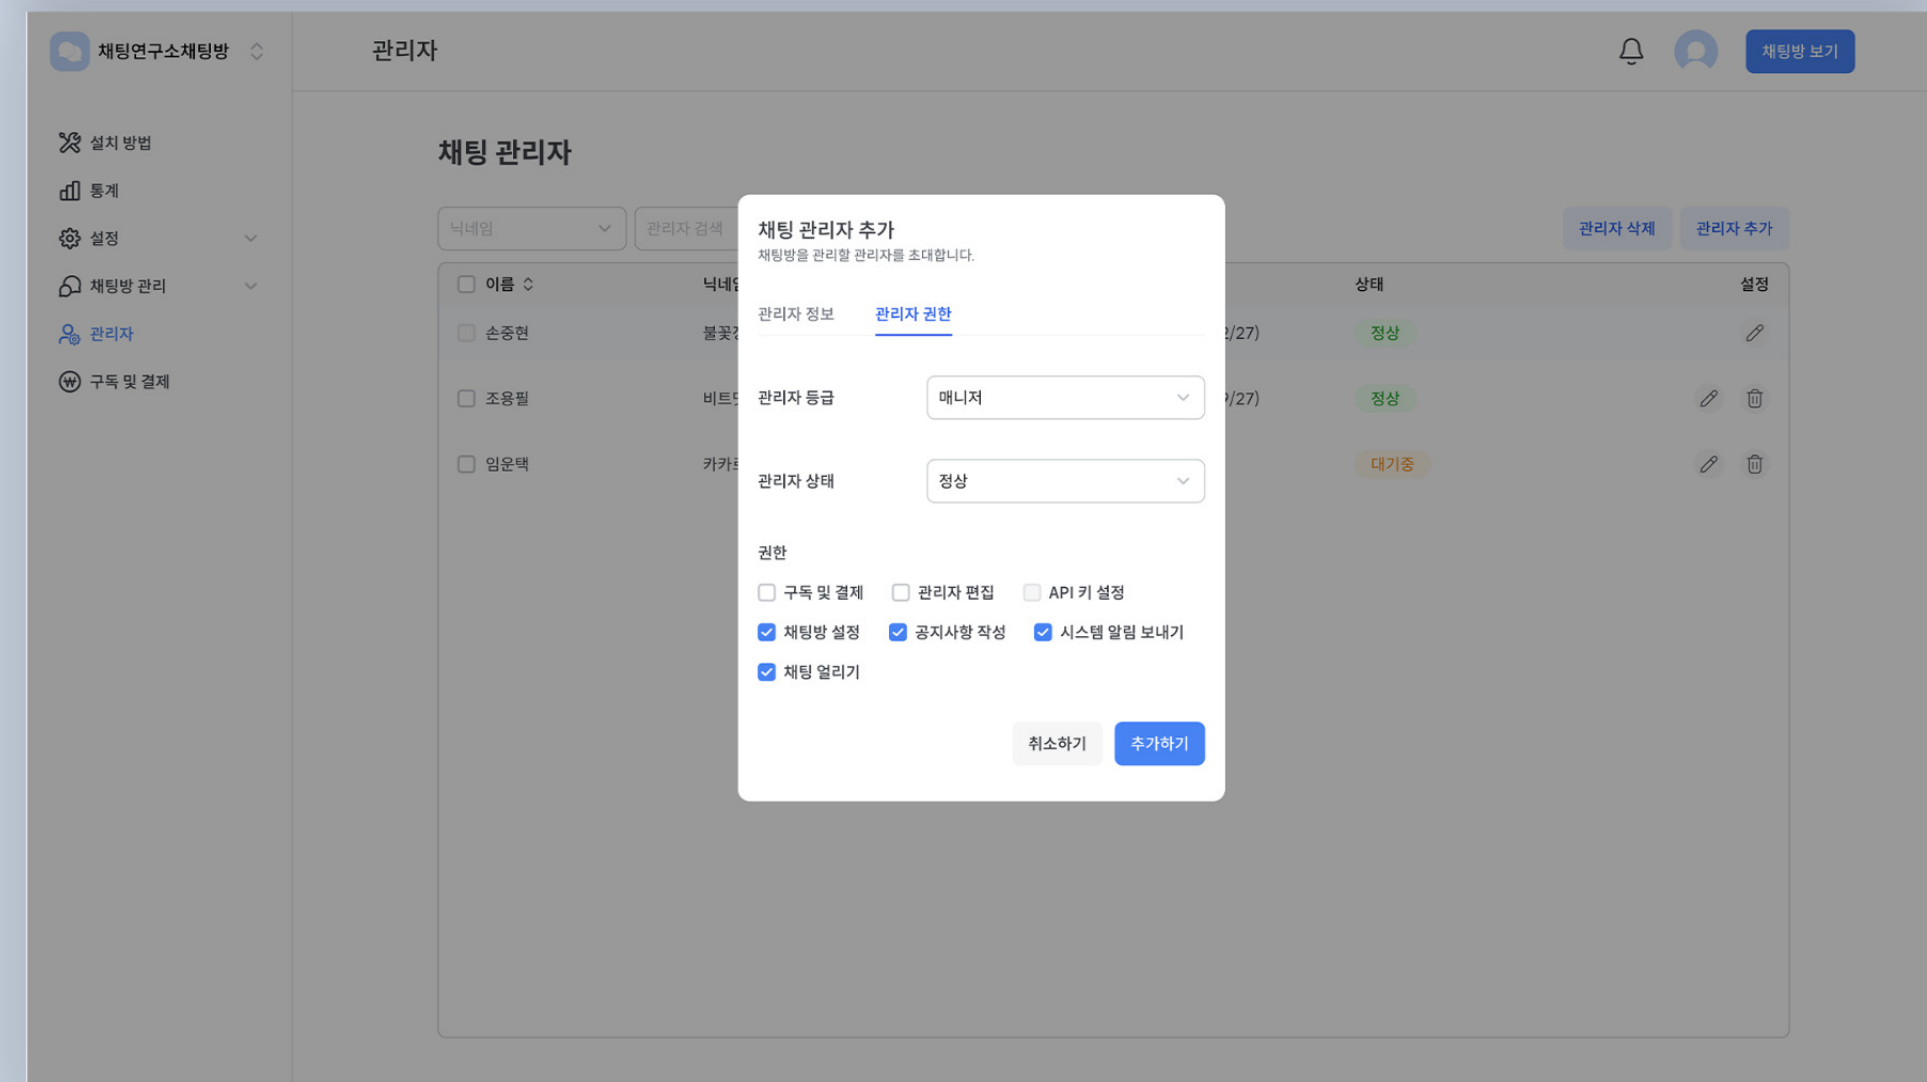 채팅연구소채팅방
관리자
채팅방 보기
설치 방법
통계
설정
채팅방 관리
관리자
구독 및 결제
채팅 관리자
닉네임
관리자 검색
관리자 삭제
관리자 추가
이름
상태
설정
손중현
2/27)
정상
조용필
비트
9/27)
정상
임운택
대기중
채팅 관리자 추가
채팅방을 관리할 관리자를 초대합니다.
관리자 정보
관리자 권한
관리자 등급
매니저
관리자 상태
정상
권한
구독 및 결제
관리자 편집
API 키 설정
채팅방 설정
공지사항 작성
시스템 알림 보내기
채팅 얼리기
취소하기
추가하기